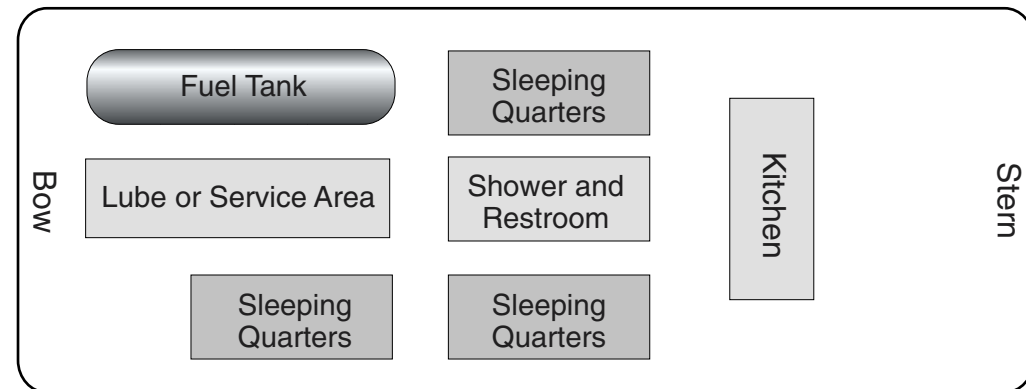 Fuel Tank
Sleeping
Quarters
Bow
Lube or Service Area
Shower and
Restroom
Kitchen
Stern
Sleeping
Quarters
Sleeping
Quarters